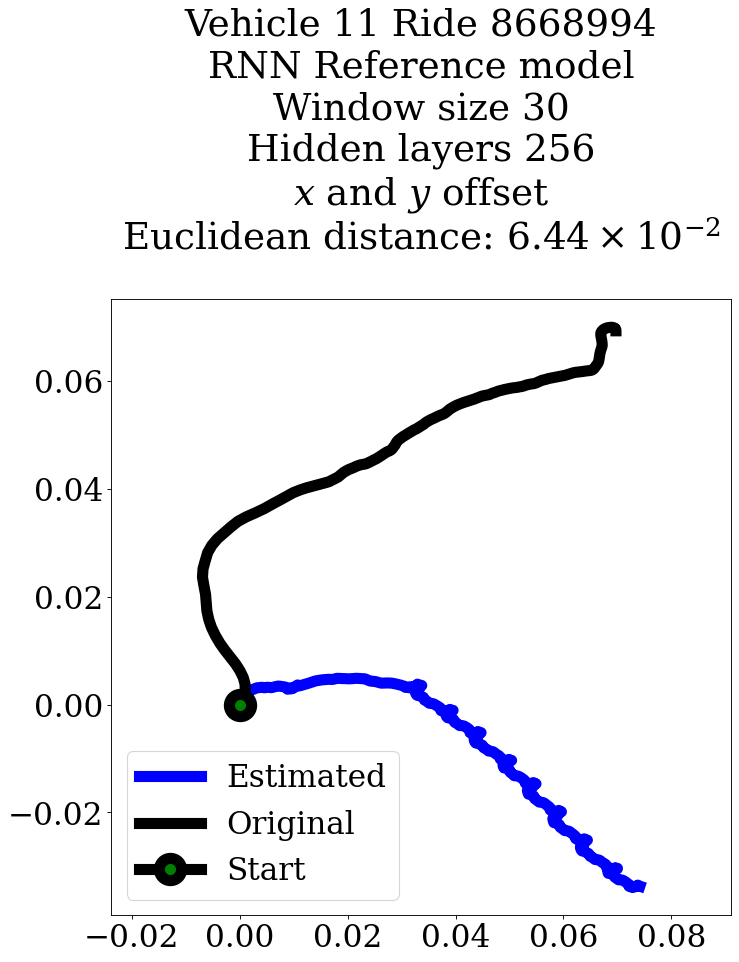 Vehicle 11 Ride 8668994
RNN Reference model
Window size 30
Hidden layers 256
x and y offset
Euclidean distance: 6.44 × 10⁻²
0.06
0.04
0.02
0.00
−0.02
Estimated
Original
Start
−0.02 0.00 0.02 0.04 0.06 0.08